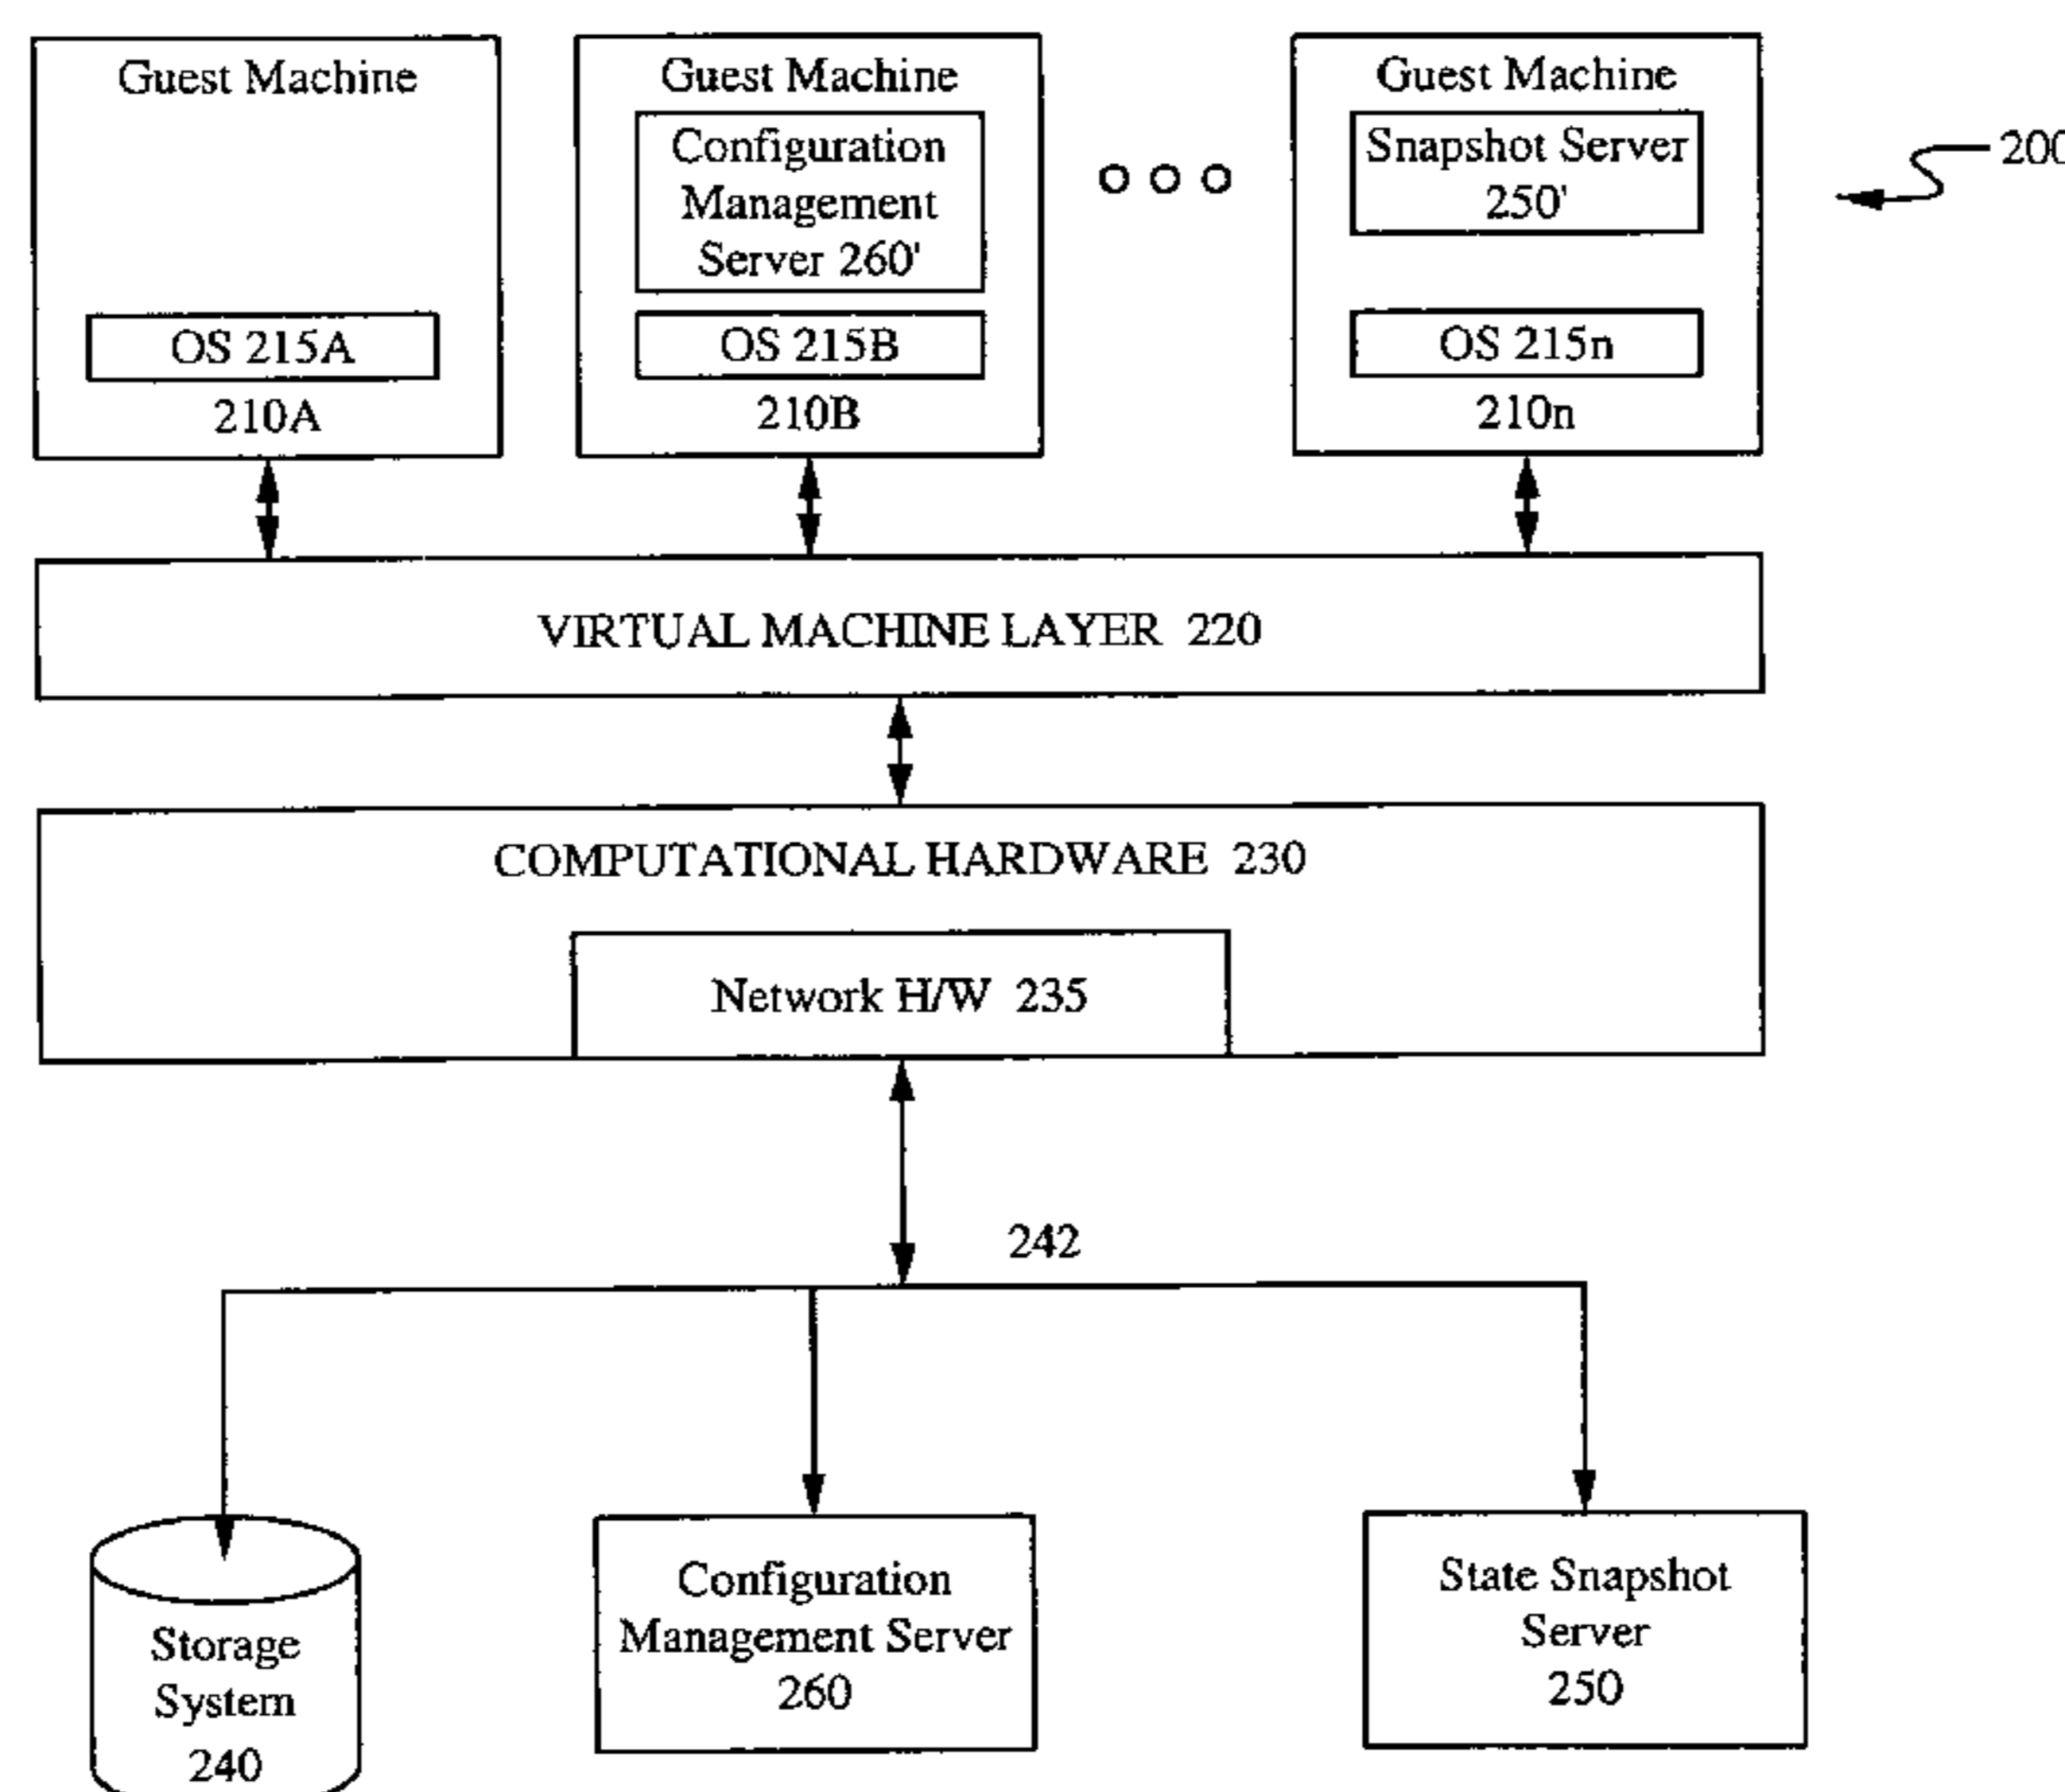 Guest Machine
OS 215A
210A
Guest Machine
Configuration
Management
Server 260'
OS 215B
210B
Guest Machine
Snapshot Server
250'
OS 215n
210n
200
VIRTUAL MACHINE LAYER 220
COMPUTATIONAL HARDWARE 230
Network H/W 235
242
Storage
System
240
Configuration
Management Server
260
State Snapshot
Server
250